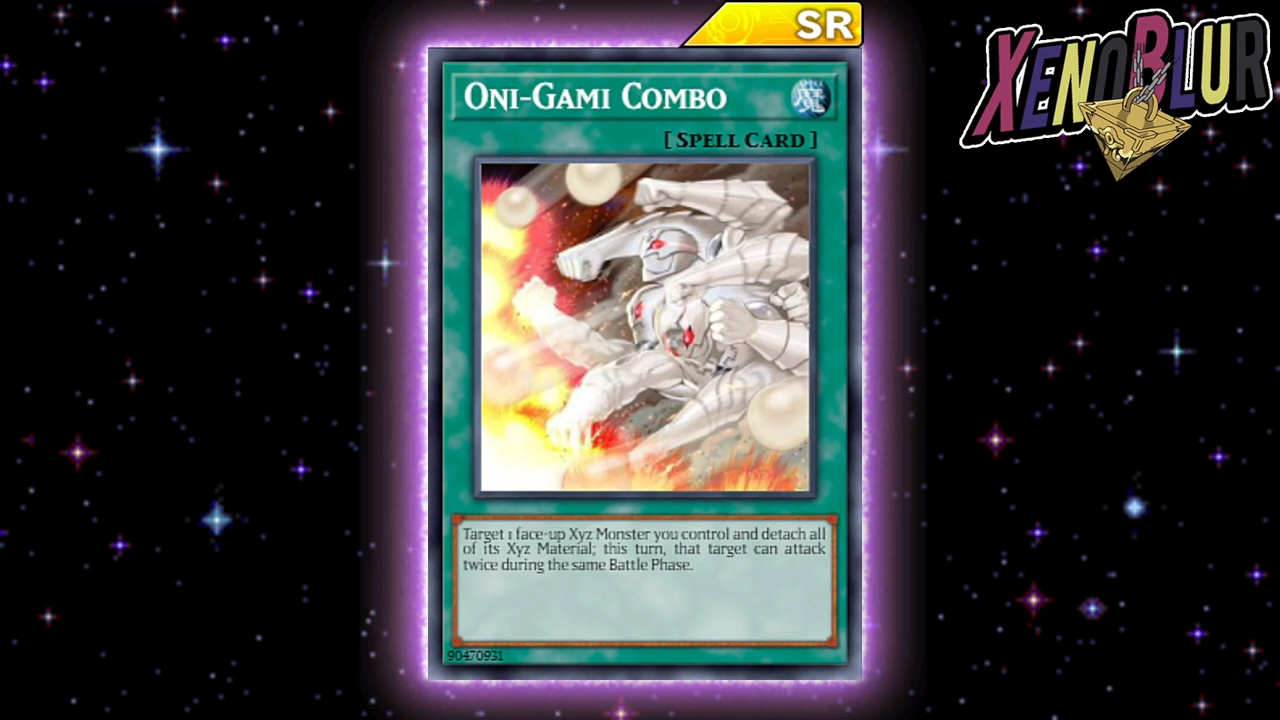 SR
XENOBLUR
ONI-GAMI COMBO
[ SPELL CARD ]
Target 1 face-up Xyz Monster you control and detach all
of its Xyz Material; this turn, that target can attack
twice during the same Battle Phase.
90470931